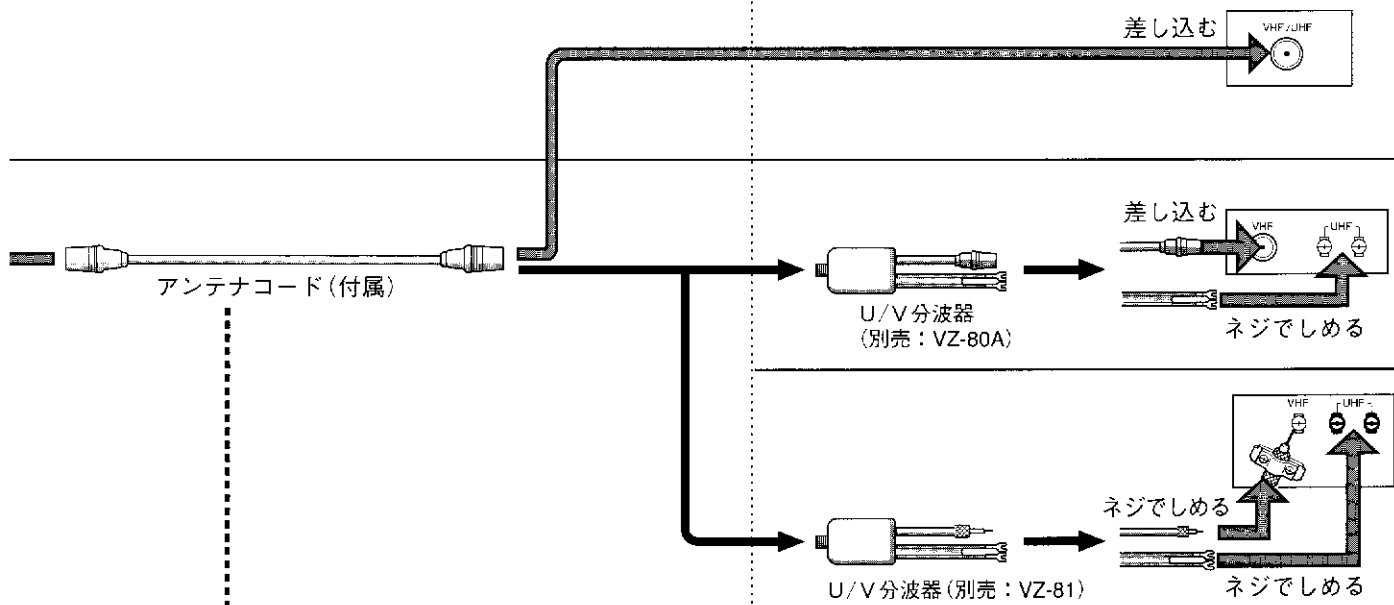 差し込む
VHF/UHF
アンテナコード(付属)
U/V分波器
(別売:VZ-80A)
差し込む
VHF
UHF
ネジでしめる
U/V分波器(別売:VZ-81)
ネジでしめる
VHF
UHF
ネジでしめる